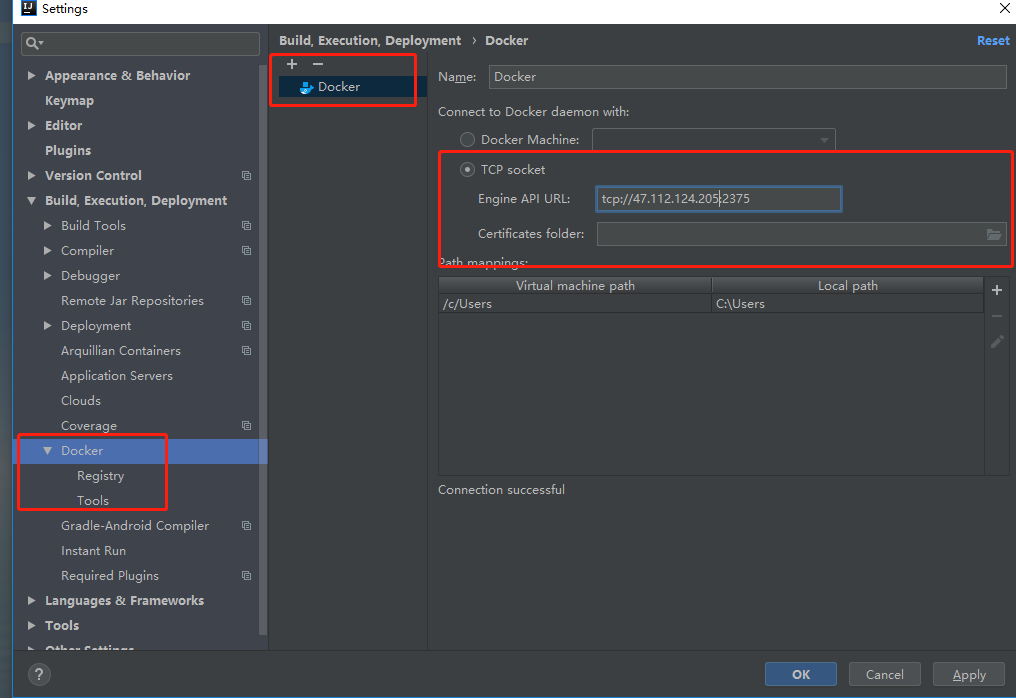 Settings
Build, Execution, Deployment › Docker
Reset
Appearance & Behavior
Keymap
Editor
Plugins
Version Control
Build, Execution, Deployment
Build Tools
Compiler
Debugger
Remote Jar Repositories
Deployment
Arquillian Containers
Application Servers
Clouds
Coverage
Docker
Registry
Tools
Gradle-Android Compiler
Instant Run
Required Plugins
Languages & Frameworks
Tools
Other Settings
Docker
Name: Docker
Connect to Docker daemon with:
Docker Machine:
TCP socket
Engine API URL: tcp://47.112.124.205:2375
Certificates folder:
Path mappings:
Virtual machine path Local path
/c/Users C:\Users
Connection successful
? OK Cancel Apply